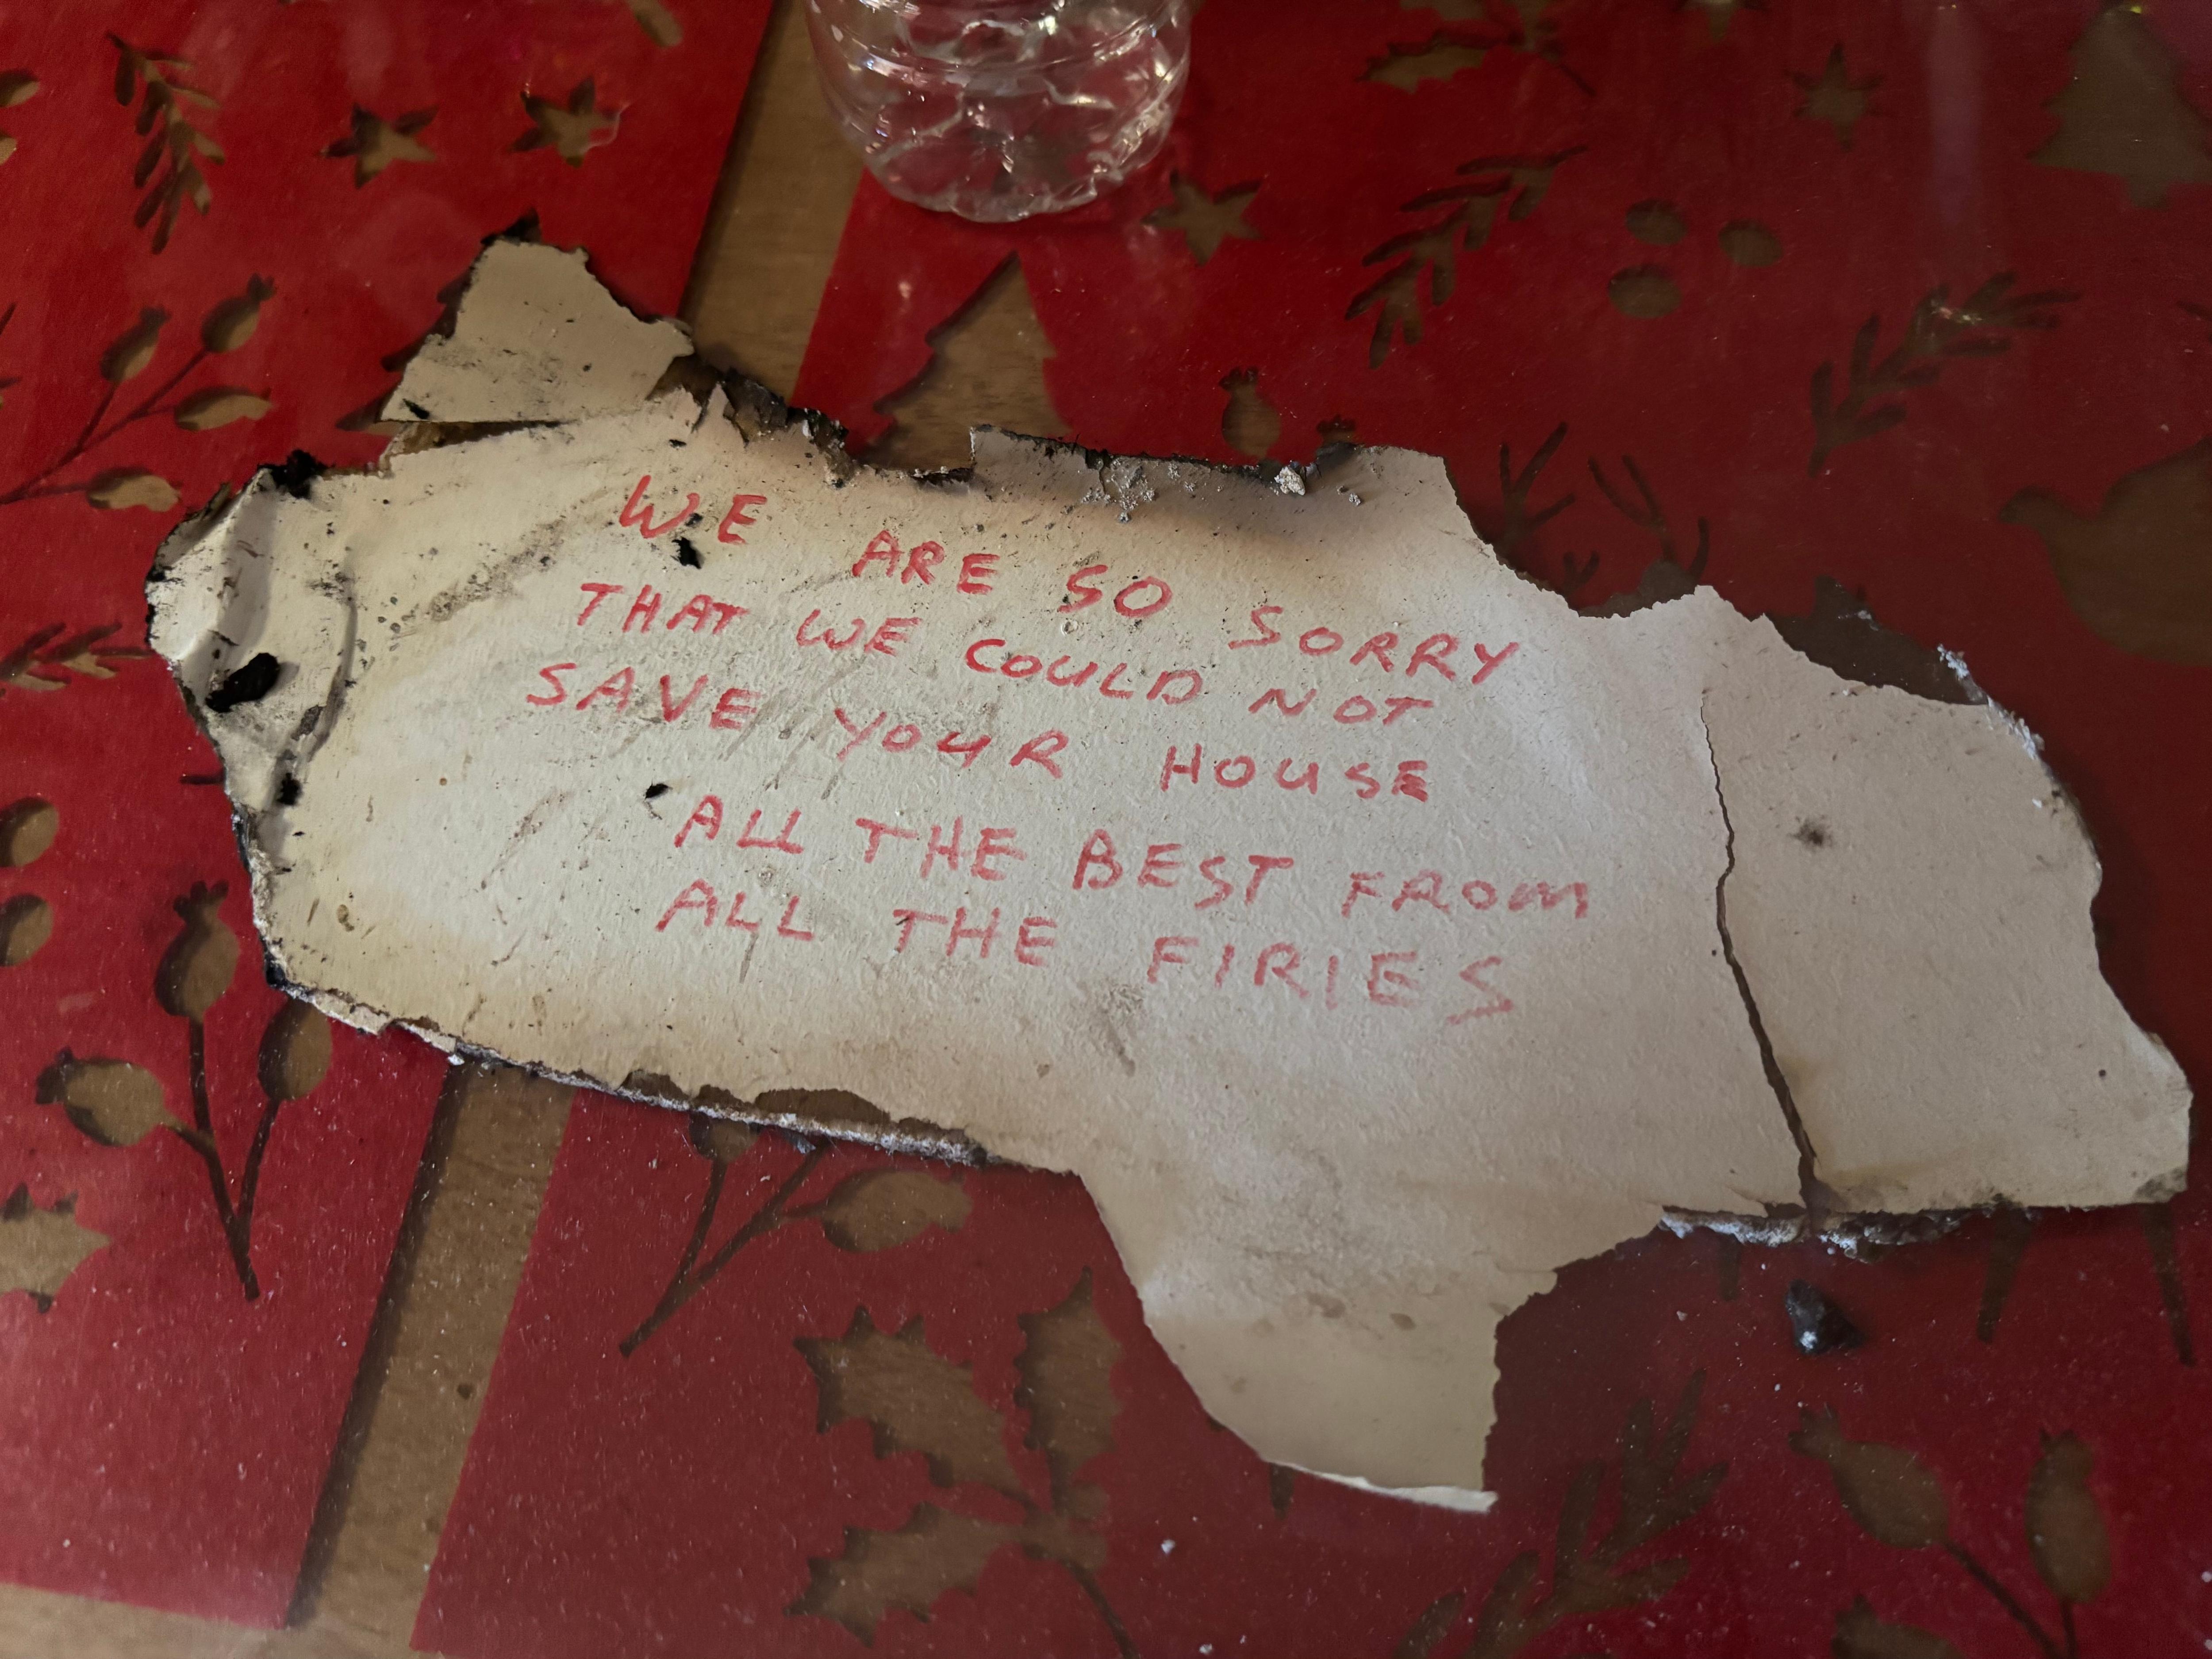 WE ARE SO SORRY
THAT WE COULD NOT
SAVE YOUR HOUSE
ALL THE BEST FROM
ALL THE FIRIES